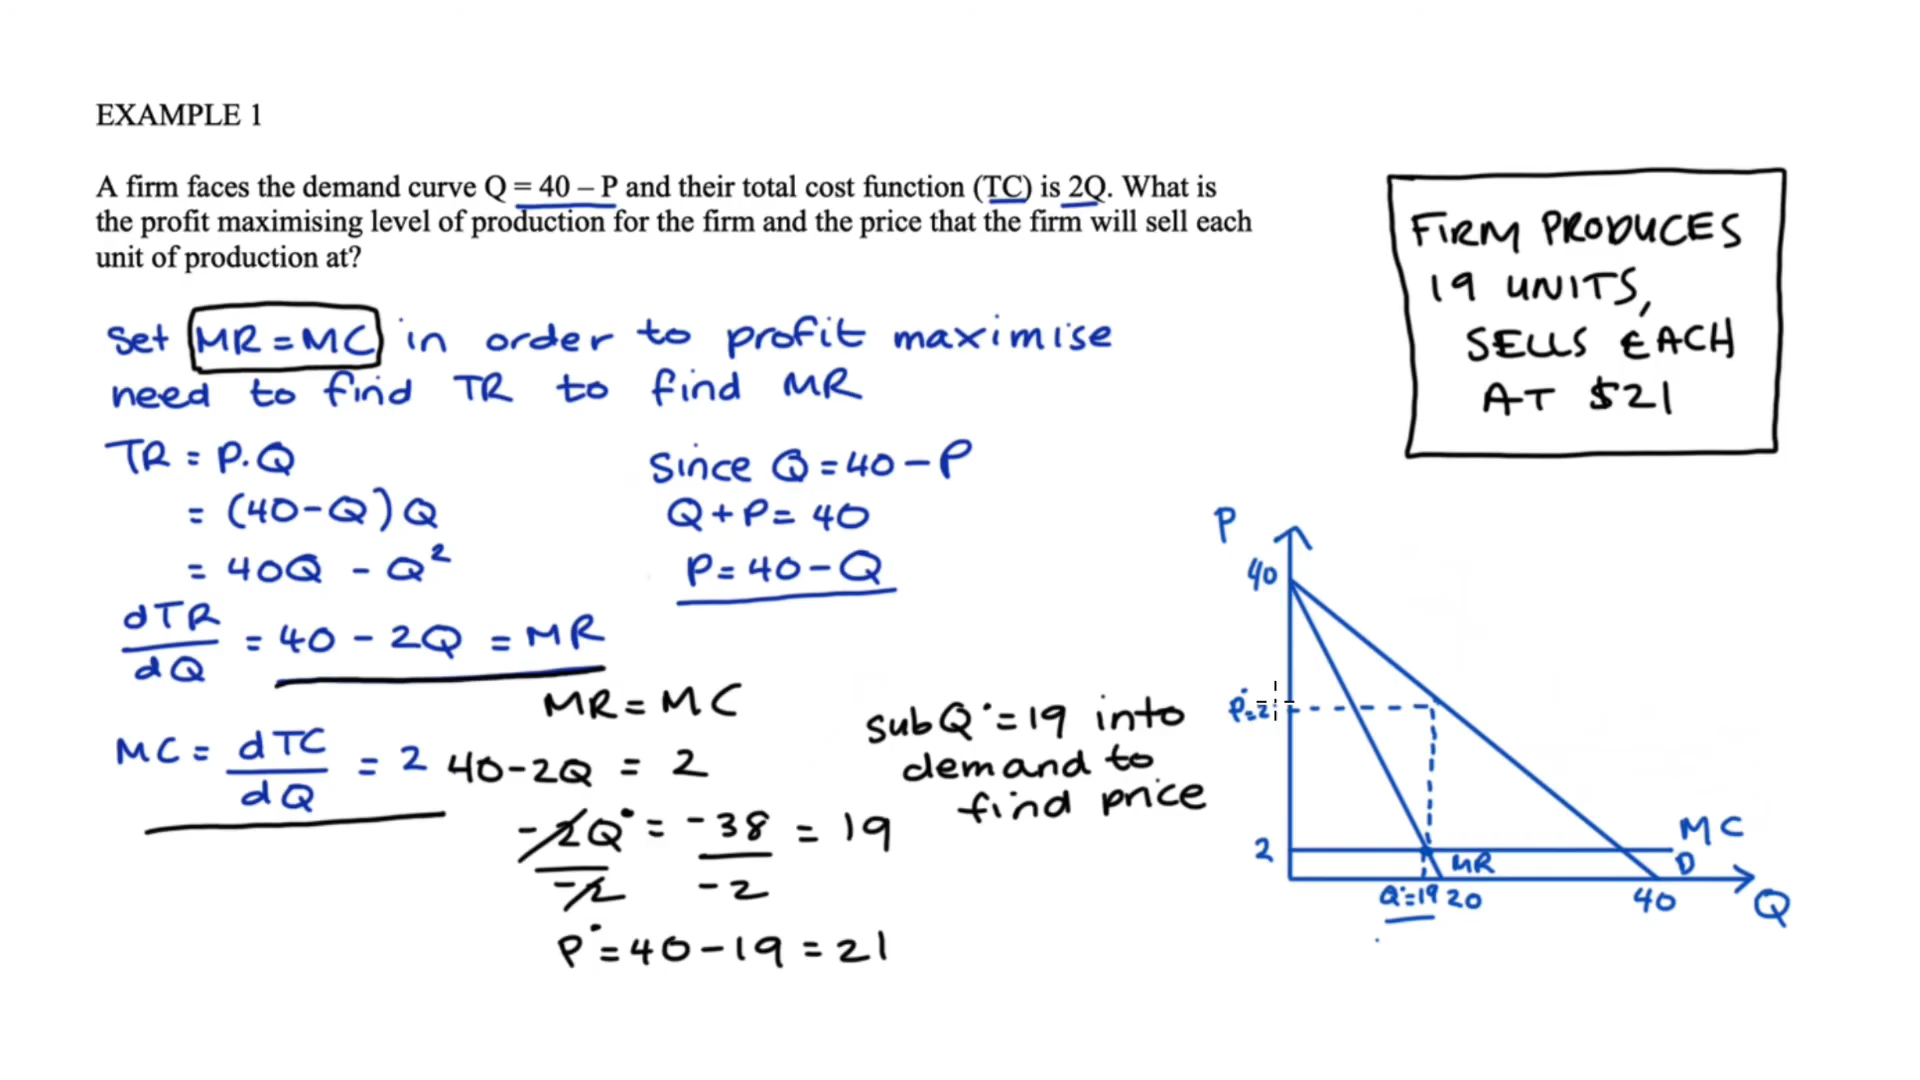 EXAMPLE 1
A firm faces the demand curve Q = 40 – P and their total cost function (TC) is 2Q. What is
the profit maximising level of production for the firm and the price that the firm will sell each
unit of production at?
Set MR = MC in order to profit maximise
need to find TR to find MR
TR = P.Q
= (40-Q)Q
= 40Q - Q²
dTR/dQ = 40 - 2Q = MR
MC = dTC/dQ = 2
Since Q = 40 - P
Q + P = 40
P = 40 - Q
MR = MC
40-2Q = 2
-2Q*/-2 = -38/-2 = 19
P* = 40 - 19 = 21
sub Q* = 19 into
demand to
find price
FIRM PRODUCES
19 UNITS,
SELLS EACH
AT $21
P
40
2
MC
D
MR
Q*=19 20
40
Q